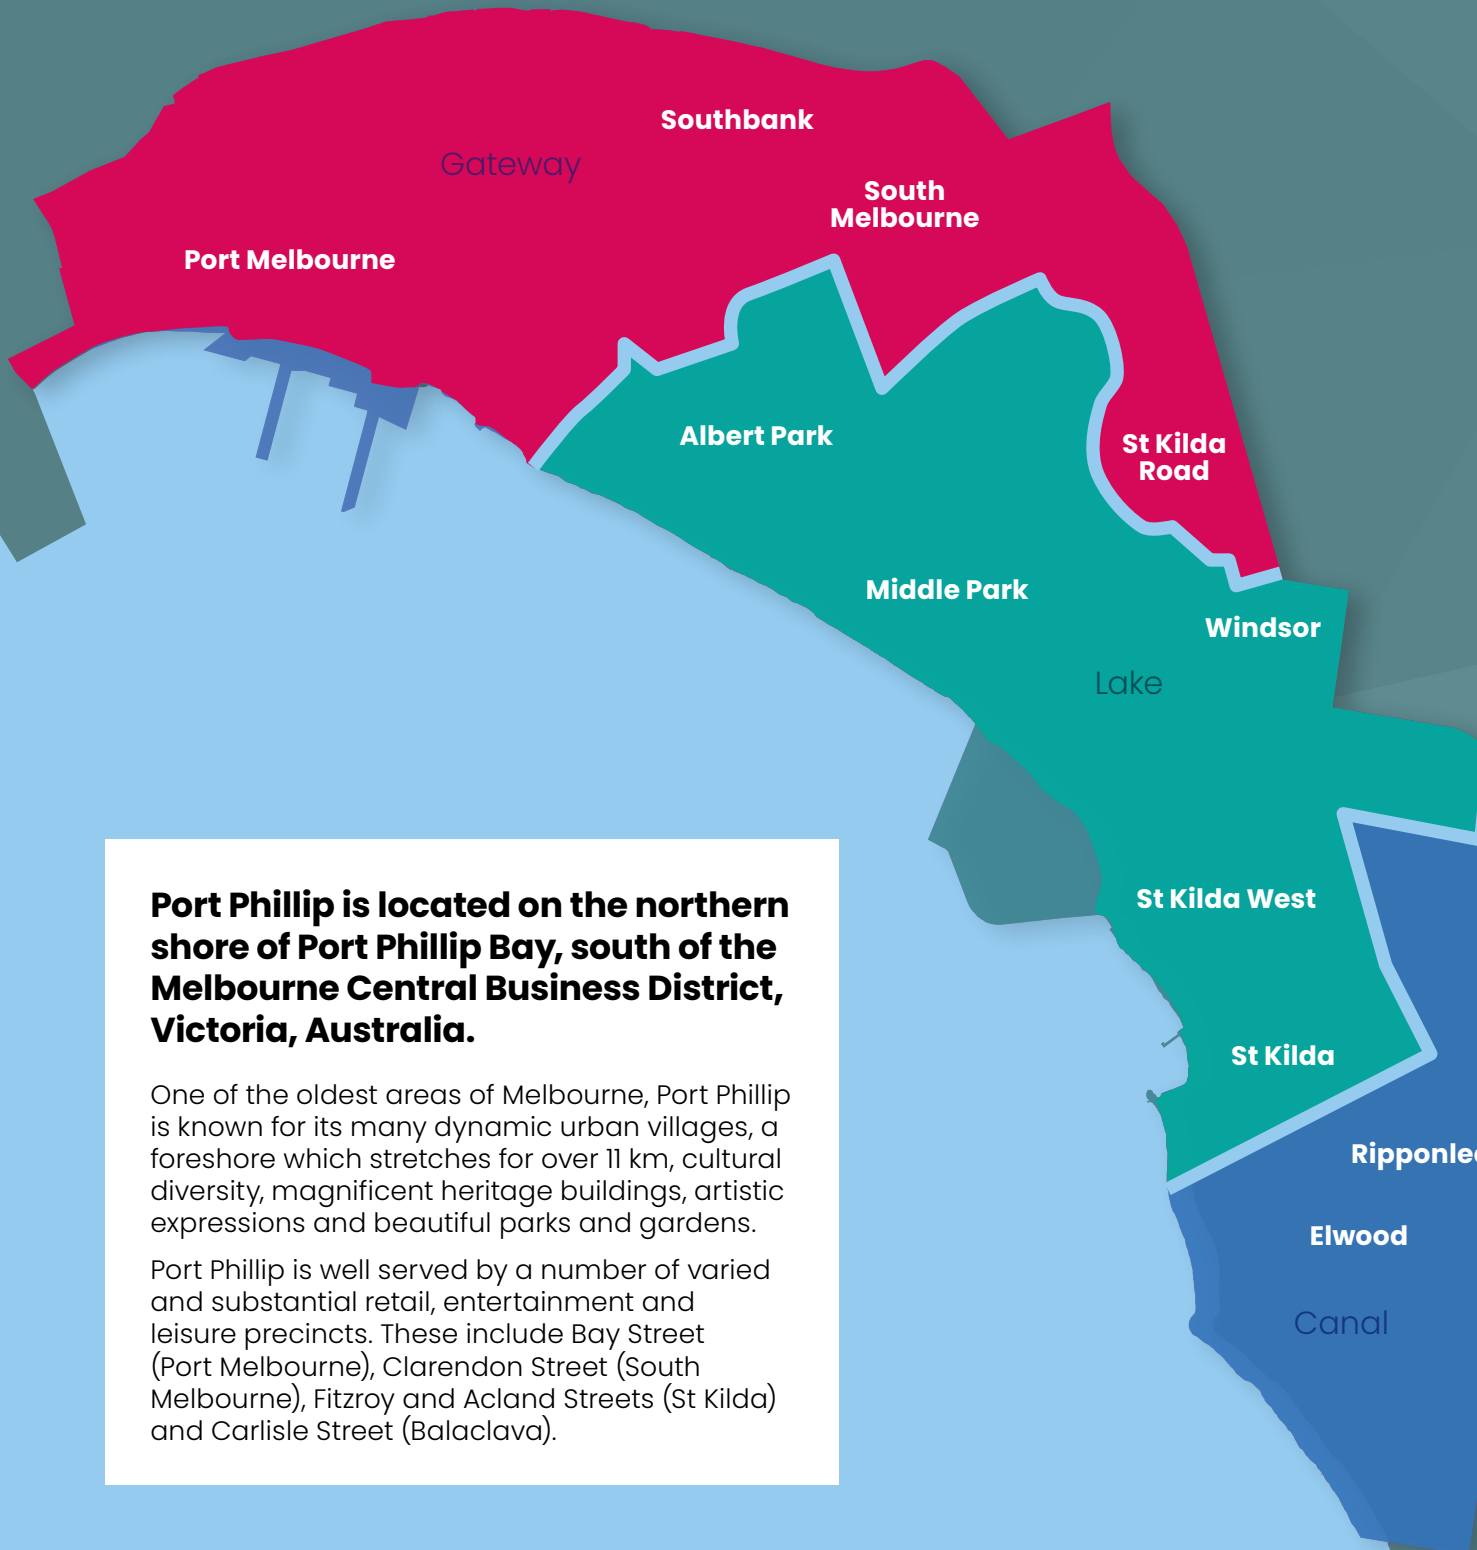 Southbank
Gateway
South
Melbourne
Port Melbourne
Albert Park
St Kilda
Road
Middle Park
Windsor
Lake
St Kilda West
St Kilda
Elwood
Canal
Port Phillip is located on the northern
shore of Port Phillip Bay, south of the
Melbourne Central Business District,
Victoria, Australia.
One of the oldest areas of Melbourne, Port Phillip
is known for its many dynamic urban villages, a
foreshore which stretches for over 11 km, cultural
diversity, magnificent heritage buildings, artistic
expressions and beautiful parks and gardens.
Port Phillip is well served by a number of varied
and substantial retail, entertainment and
leisure precincts. These include Bay Street
(Port Melbourne), Clarendon Street (South
Melbourne), Fitzroy and Acland Streets (St Kilda)
and Carlisle Street (Balaclava).